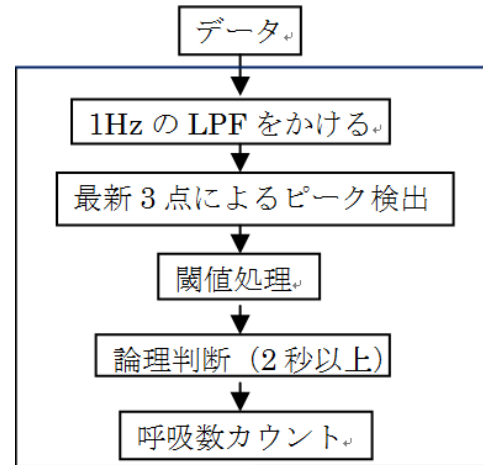 データ
1Hz の LPF をかける
最新 3 点によるピーク検出
閾値処理
論理判断（2 秒以上）
呼吸数カウント